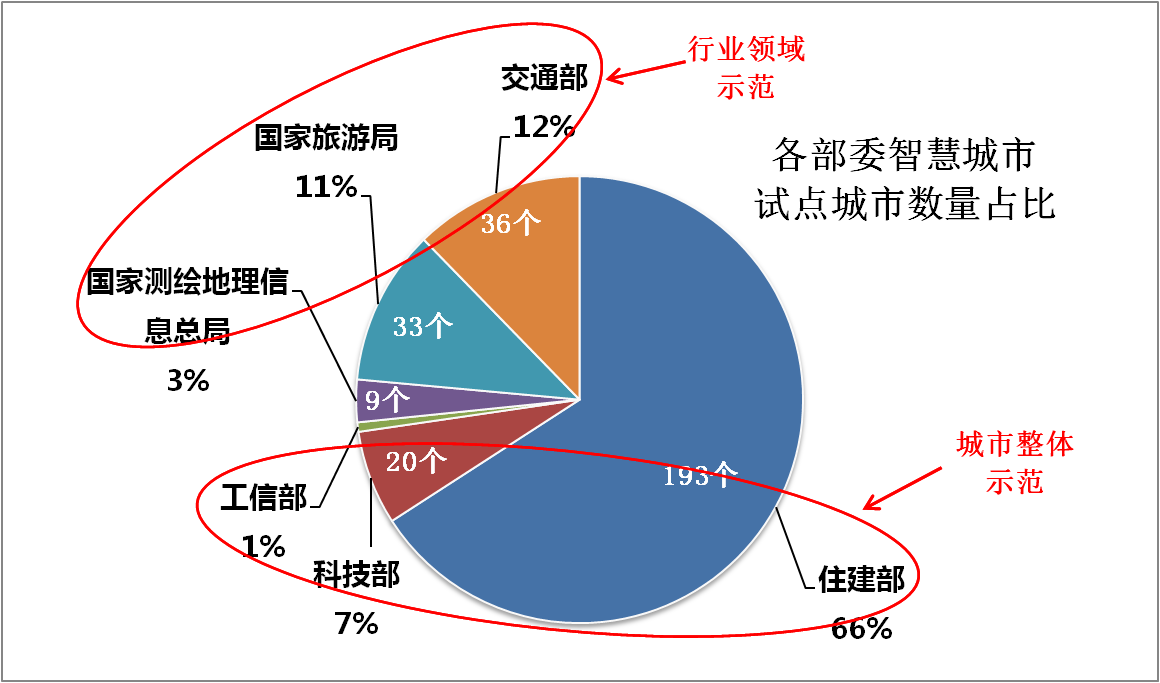 各部委智慧城市
试点城市数量占比
行业领域
示范
交通部
12%
国家旅游局
11%
国家测绘地理信
息总局
3%
36个
33个
9个
20个
193个
工信部
1%
科技部
7%
住建部
66%
城市整体
示范